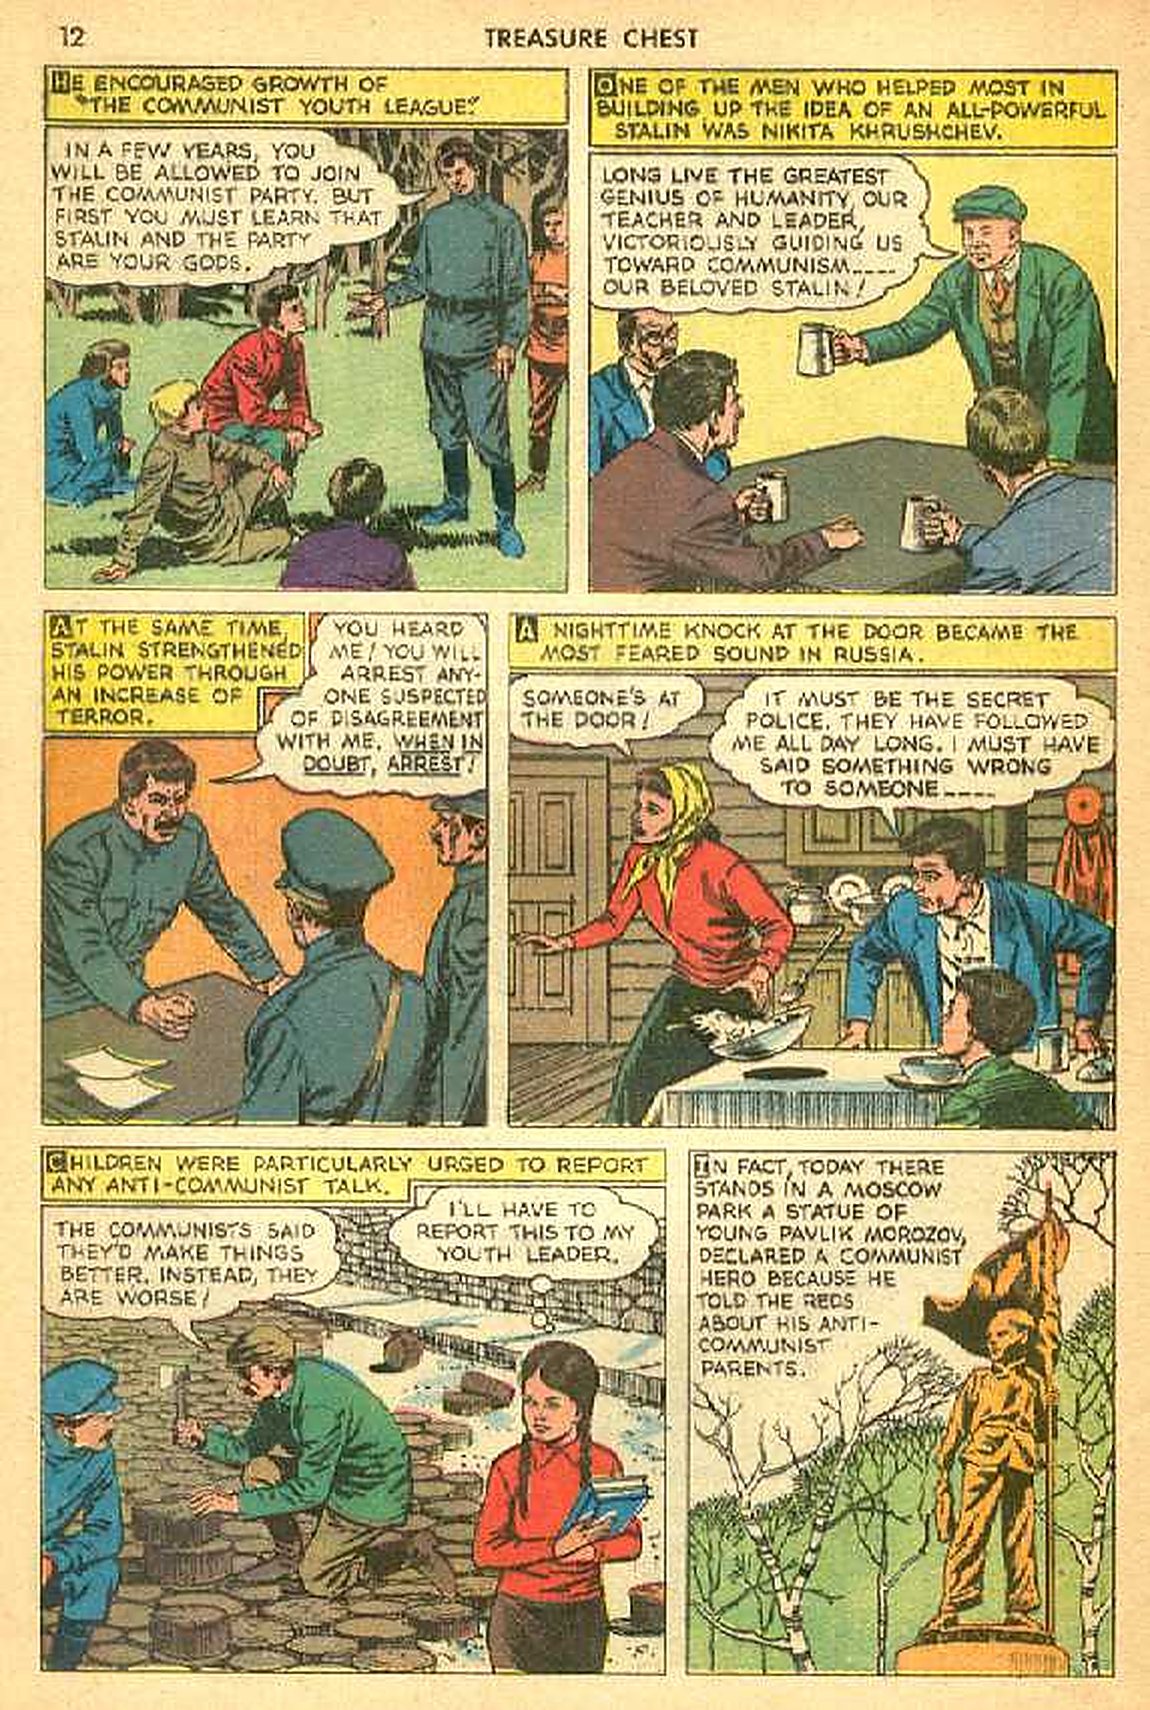 12
TREASURE CHEST
HE ENCOURAGED GROWTH OF
"THE COMMUNIST YOUTH LEAGUE."
IN A FEW YEARS, YOU
WILL BE ALLOWED TO JOIN
THE COMMUNIST PARTY. BUT
FIRST YOU MUST LEARN THAT
STALIN AND THE PARTY
ARE YOUR GODS.
ONE OF THE MEN WHO HELPED MOST IN
BUILDING UP THE IDEA OF AN ALL-POWERFUL
STALIN WAS NIKITA KHRUSHCHEV.
LONG LIVE THE GREATEST
GENIUS OF HUMANITY, OUR
TEACHER AND LEADER,
VICTORIOUSLY GUIDING US
TOWARD COMMUNISM----
OUR BELOVED STALIN!
AT THE SAME TIME,
STALIN STRENGTHENED
HIS POWER THROUGH
AN INCREASE OF
TERROR.
YOU HEARD
ME! YOU WILL
ARREST ANY-
ONE SUSPECTED
OF DISAGREEMENT
WITH ME. WHEN IN
DOUBT, ARREST!
A NIGHTTIME KNOCK AT THE DOOR BECAME THE
MOST FEARED SOUND IN RUSSIA.
SOMEONE'S AT
THE DOOR!
IT MUST BE THE SECRET
POLICE. THEY HAVE FOLLOWED
ME ALL DAY LONG. I MUST HAVE
SAID SOMETHING WRONG
TO SOMEONE----
CHILDREN WERE PARTICULARLY URGED TO REPORT
ANY ANTI-COMMUNIST TALK.
THE COMMUNISTS SAID
THEY'D MAKE THINGS
BETTER. INSTEAD, THEY
ARE WORSE!
I'LL HAVE TO
REPORT THIS TO MY
YOUTH LEADER.
IN FACT, TODAY THERE
STANDS IN A MOSCOW
PARK A STATUE OF
YOUNG PAVLIK MOROZOV,
DECLARED A COMMUNIST
HERO BECAUSE HE
TOLD THE REDS
ABOUT HIS ANTI-
COMMUNIST
PARENTS.